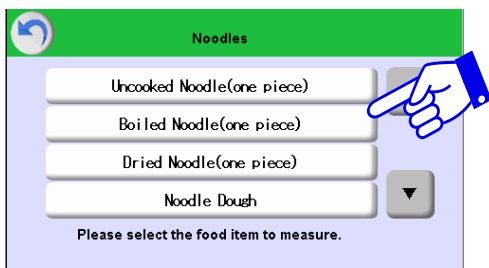 Noodles
Uncooked Noodle(one piece)
Boiled Noodle(one piece)
Dried Noodle(one piece)
Noodle Dough
Please select the food item to measure.